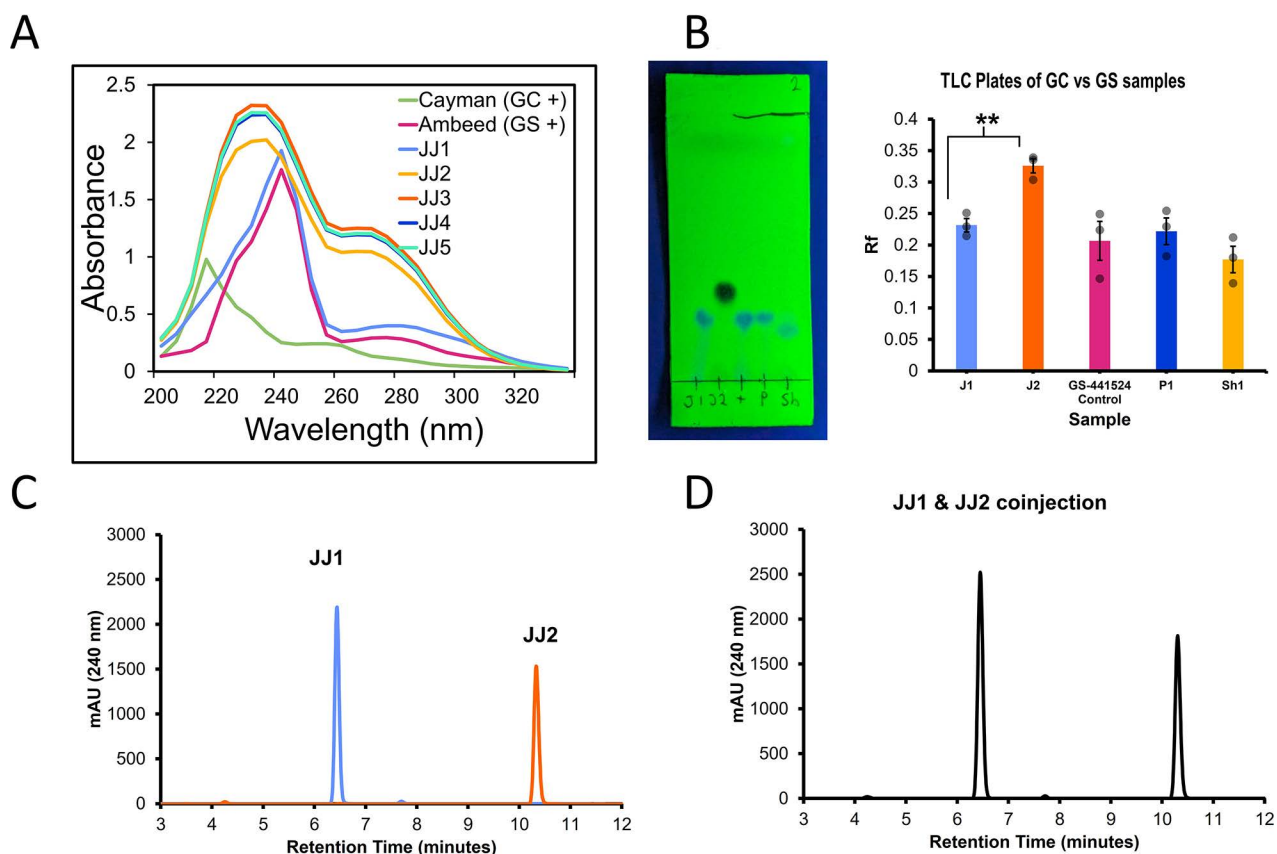 A
2.5
2
1.5
1
0.5
0
Absorbance
200 220 240 260 280 300 320
Wavelength (nm)
Cayman (GC +)
Ambeed (GS +)
JJ1
JJ2
JJ3
JJ4
JJ5
B
2
J1 J2 + P Sh
TLC Plates of GC vs GS samples
0.4
0.35
0.3
0.25
0.2
0.15
0.1
0.05
0
Rf
**
J1 J2 GS-441524 P1 Sh1
Control
Sample
C
3000
2500
2000
1500
1000
500
0
mAU (240 nm)
JJ1
JJ2
3 4 5 6 7 8 9 10 11 12
Retention Time (minutes)
D
JJ1 & JJ2 coinjection
3000
2500
2000
1500
1000
500
0
mAU (240 nm)
3 4 5 6 7 8 9 10 11 12
Retention Time (minutes)